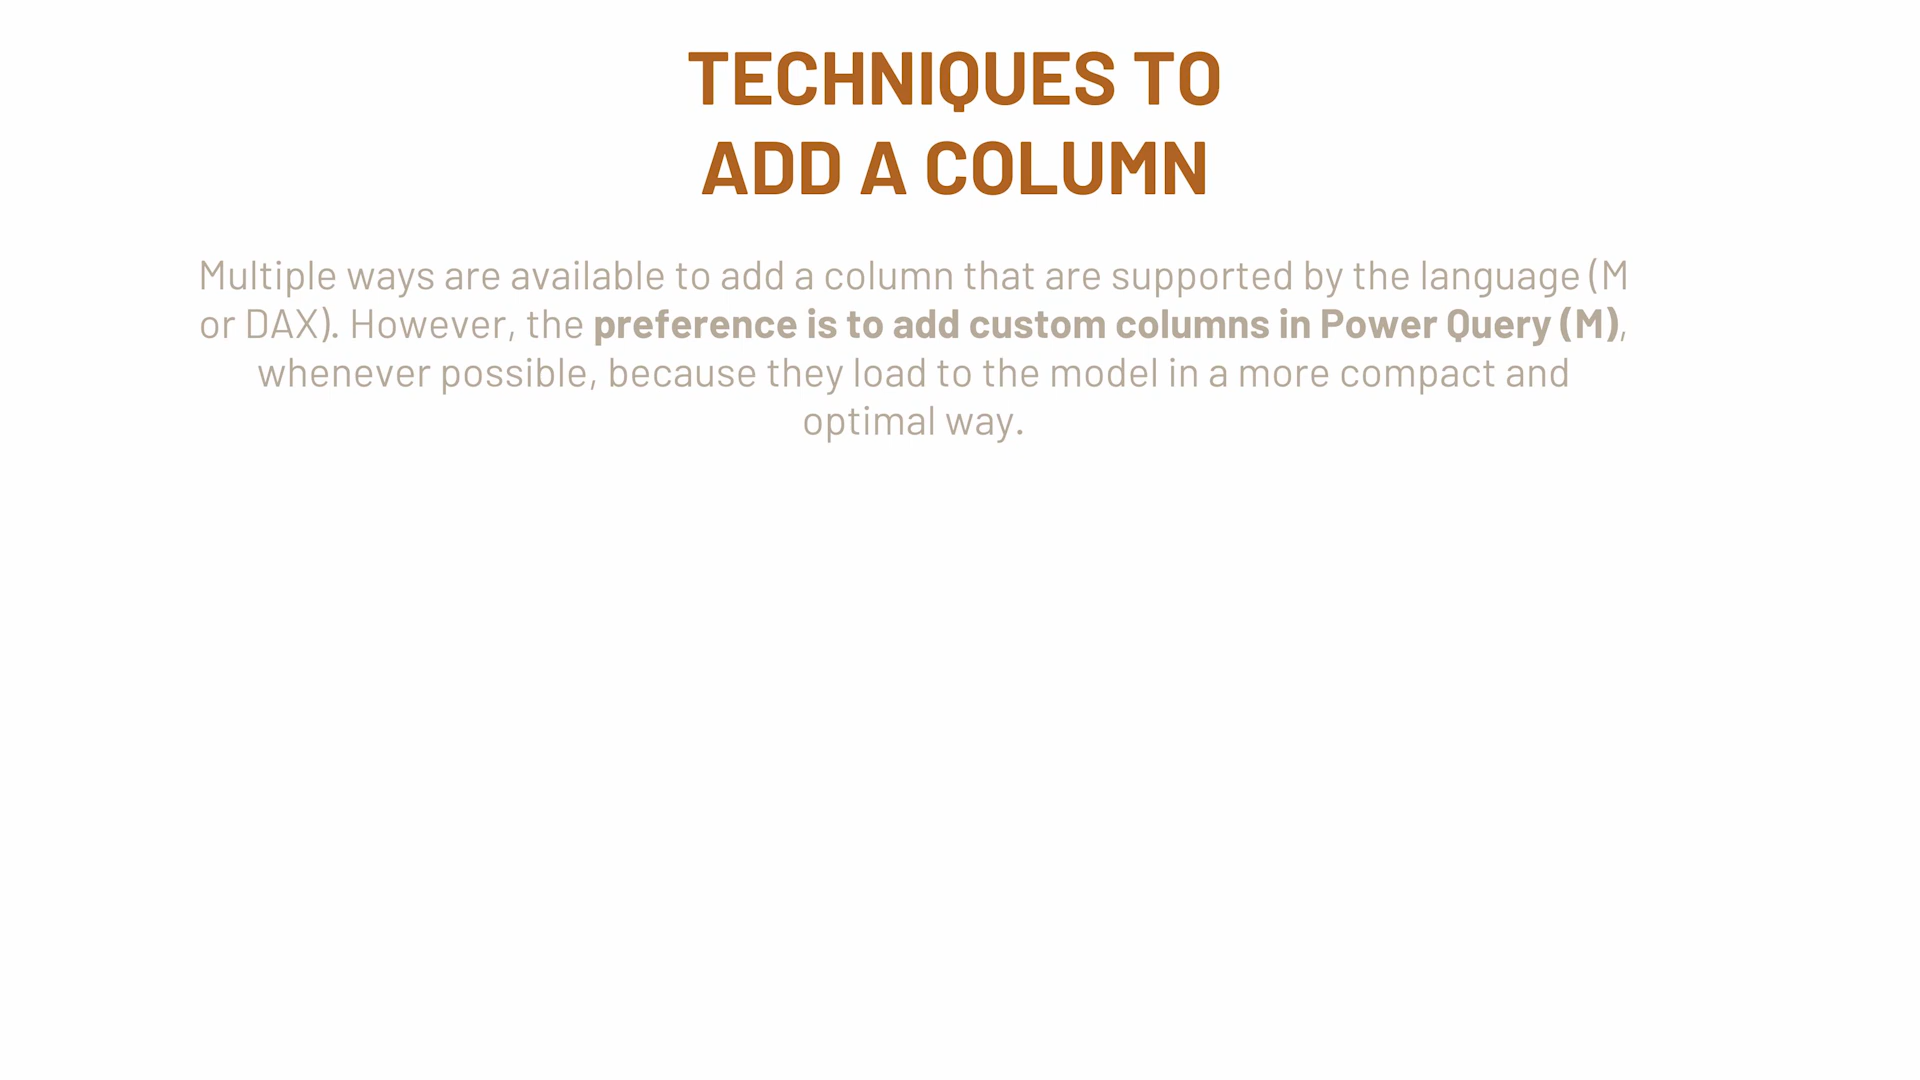 TECHNIQUES TO
ADD A COLUMN
Multiple ways are available to add a column that are supported by the language (M
or DAX). However, the preference is to add custom columns in Power Query (M),
whenever possible, because they load to the model in a more compact and
optimal way.